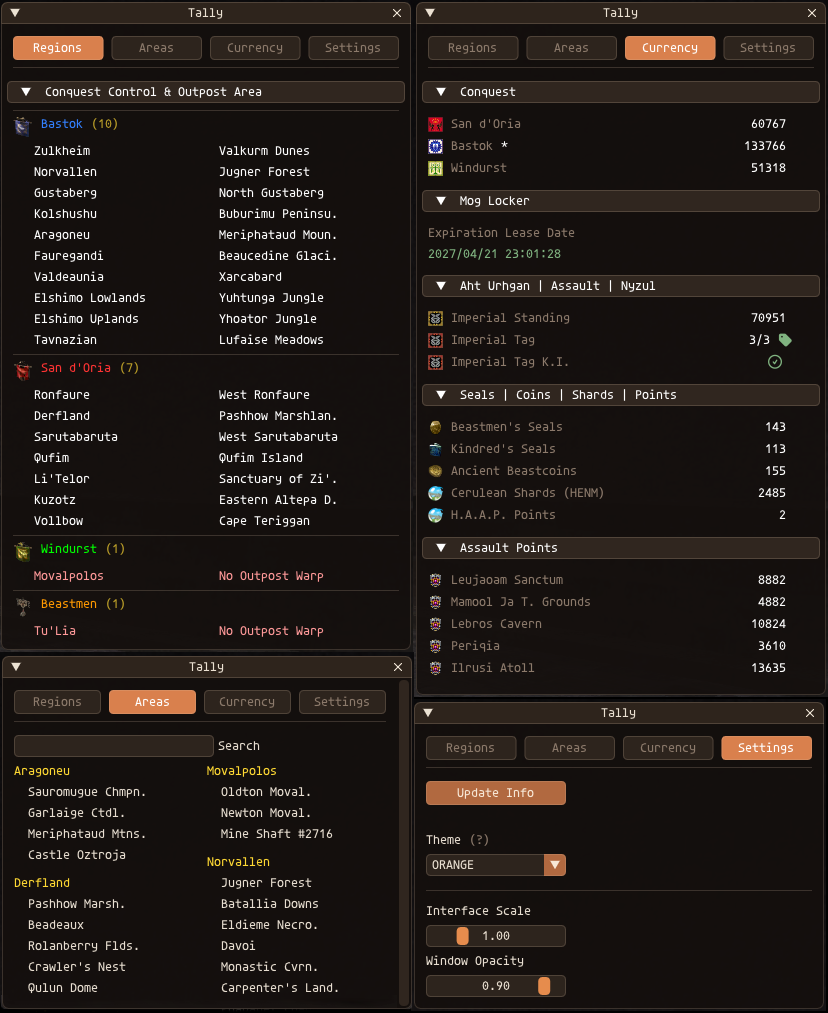 Tally
Regions Areas Currency Settings
Conquest Control & Outpost Area
Bastok (10)
Zulkheim Valkurm Dunes
Norvallen Jugner Forest
Gustaberg North Gustaberg
Kolshushu Buburimu Peninsu.
Aragoneu Meriphataud Moun.
Fauregandi Beaucedine Glaci.
Valdeaunia Xarcabard
Elshimo Lowlands Yuhtunga Jungle
Elshimo Uplands Yhoator Jungle
Tavnazian Lufaise Meadows
San d'Oria (7)
Ronfaure West Ronfaure
Derfland Pashhow Marshlan.
Sarutabaruta West Sarutabaruta
Qufim Qufim Island
Li'Telor Sanctuary of Zi'.
Kuzotz Eastern Altepa D.
Vollbow Cape Teriggan
Windurst (1)
Movalpolos No Outpost Warp
Beastmen (1)
Tu'Lia No Outpost Warp
Tally
Regions Areas Currency Settings
Conquest
San d'Oria 60767
Bastok * 133766
Windurst 51318
Mog Locker
Expiration Lease Date
2027/04/21 23:01:28
Aht Urhgan | Assault | Nyzul
Imperial Standing 70951
Imperial Tag 3/3
Imperial Tag K.I.
Seals | Coins | Shards | Points
Beastmen's Seals 143
Kindred's Seals 113
Ancient Beastcoins 155
Cerulean Shards (HENM) 2485
H.A.A.P. Points 2
Assault Points
Leujaoam Sanctum 8882
Mamool Ja T. Grounds 4882
Lebros Cavern 10824
Periqia 3610
Ilrusi Atoll 13635
Tally
Regions Areas Currency Settings
Search
Aragoneu
Sauromugue Chmpn.
Garlaige Ctdl.
Meriphataud Mtns.
Castle Oztroja
Derfland
Pashhow Marsh.
Beadeaux
Rolanberry Flds.
Crawler's Nest
Qulun Dome
Movalpolos
Oldton Moval.
Newton Moval.
Mine Shaft #2716
Norvallen
Jugner Forest
Batallia Downs
Eldieme Necro.
Davoi
Monastic Cvrn.
Carpenter's Land.
Tally
Regions Areas Currency Settings
Update Info
Theme (?)
ORANGE
Interface Scale
1.00
Window Opacity
0.90